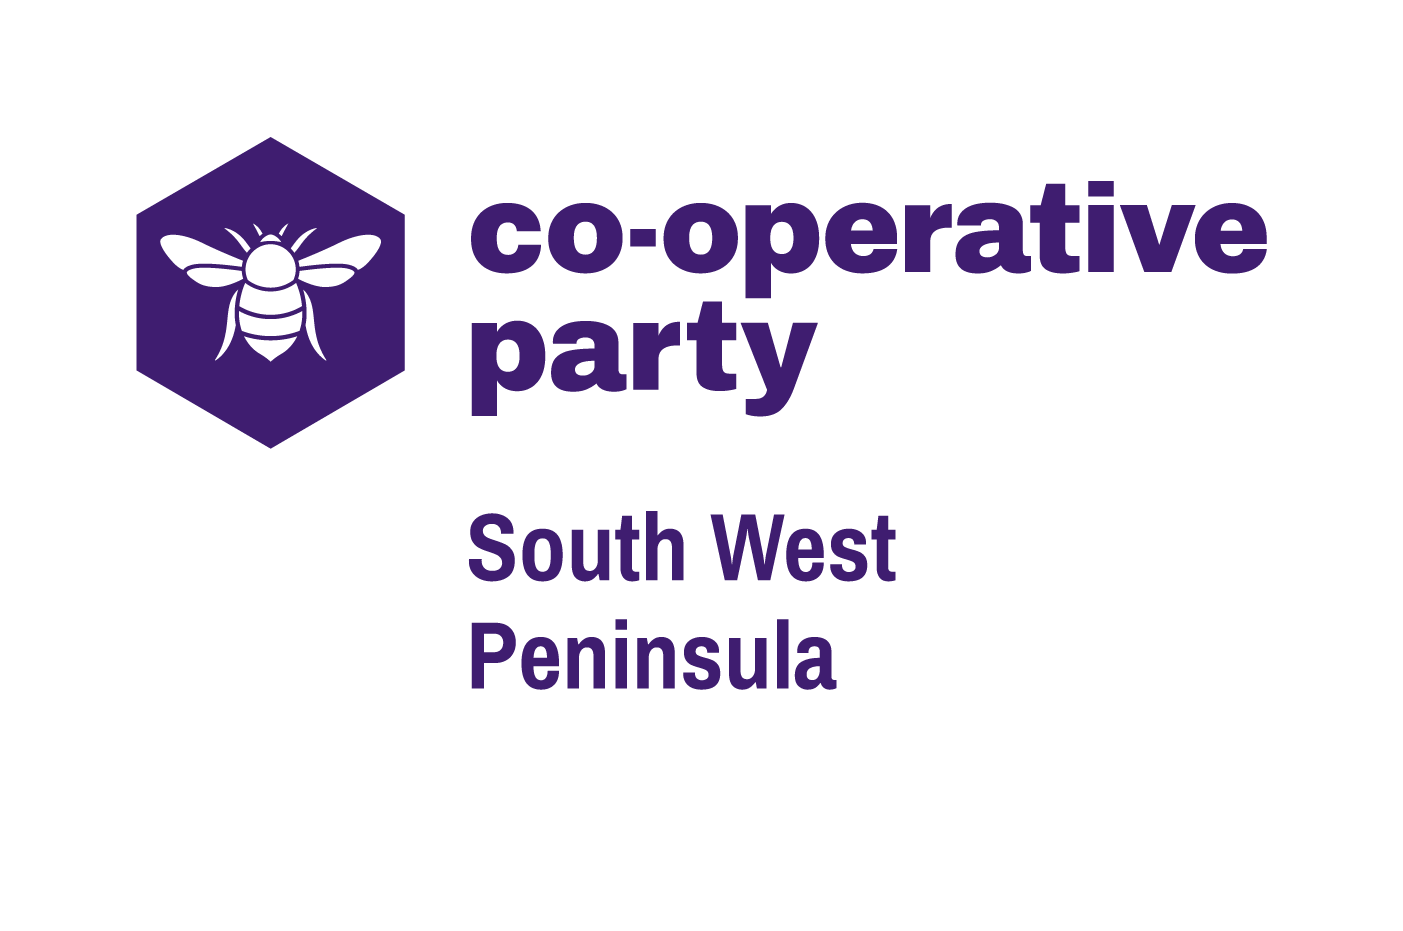 co-operative
party
South West
Peninsula